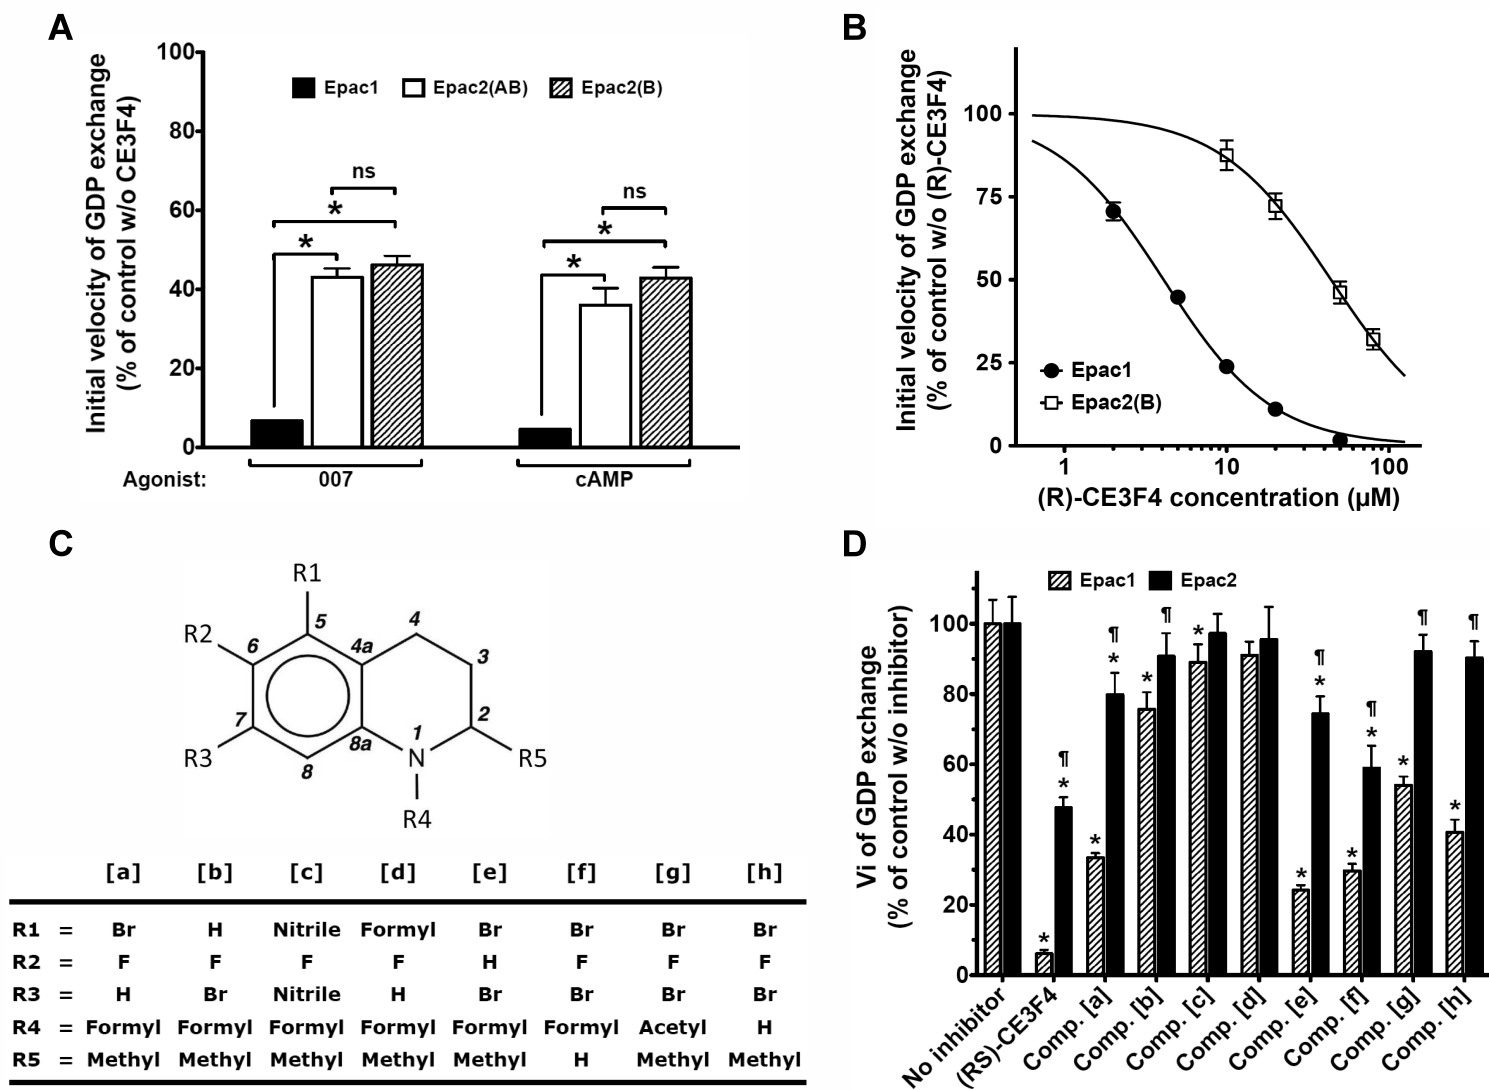 A
Initial velocity of GDP exchange
(% of control w/o CE3F4)
100
80
60
40
20
0
Epac1
Epac2(AB)
Epac2(B)
*
*
ns
*
*
ns
Agonist:
007
cAMP
B
Initial velocity of GDP exchange
(% of control w/o (R)-CE3F4)
100
75
50
25
0
Epac1
Epac2(B)
1
10
100
(R)-CE3F4 concentration (µM)
C
R1
R2
R3
R4
R5
5
4
6
4a
3
7
1
2
8a
8
N
[a] [b] [c] [d] [e] [f] [g] [h]
R1 = Br H Nitrile Formyl Br Br Br Br
R2 = F F F F H F F F
R3 = H Br Nitrile H Br Br Br Br
R4 = Formyl Formyl Formyl Formyl Formyl Formyl Acetyl H
R5 = Methyl Methyl Methyl Methyl Methyl H Methyl Methyl
D
Vi of GDP exchange
(% of control w/o inhibitor)
100
80
60
40
20
0
Epac1
Epac2
*
¶
*
*
¶
*
*
¶
*
*
¶
*
*
¶
*
*
¶
*
¶
No inhibitor
(RS)-CE3F4
Comp. [a]
Comp. [b]
Comp. [c]
Comp. [d]
Comp. [e]
Comp. [f]
Comp. [g]
Comp. [h]